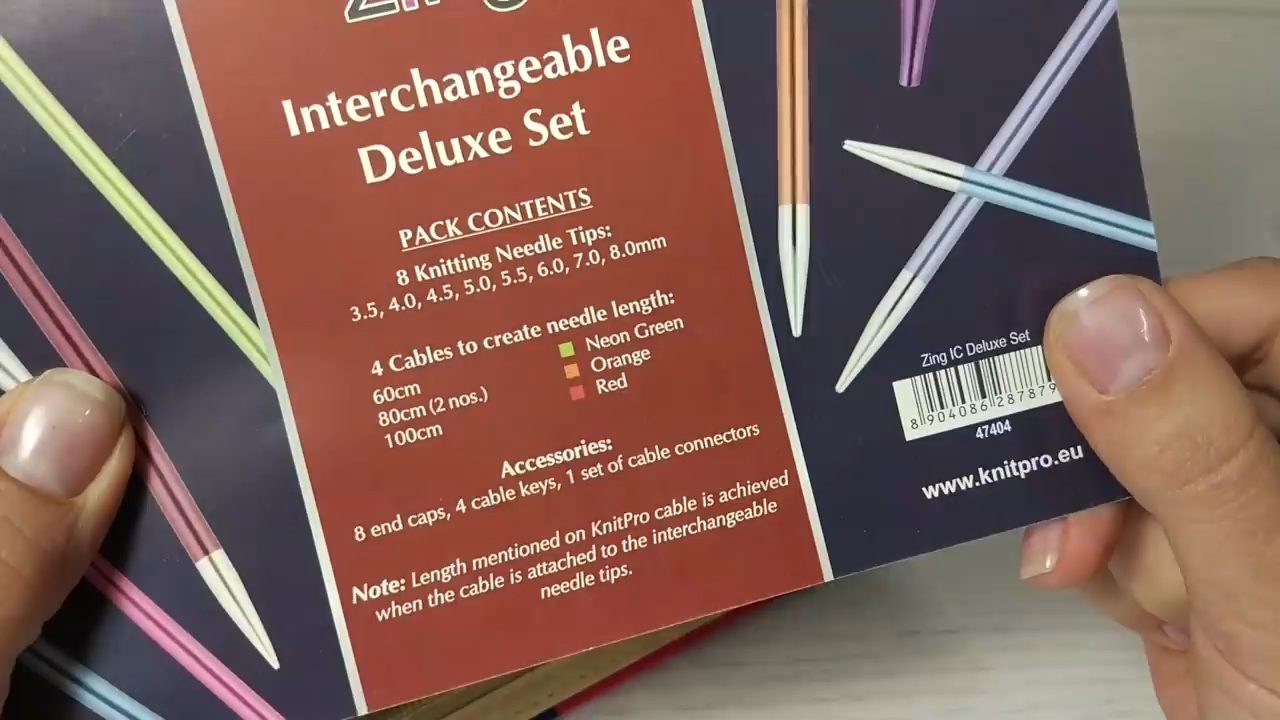 Zing
Interchangeable
Deluxe Set
PACK CONTENTS
8 Knitting Needle Tips:
3.5, 4.0, 4.5, 5.0, 5.5, 6.0, 7.0, 8.0mm
4 Cables to create needle length:
60cm
80cm (2 nos.)
100cm
Neon Green
Orange
Red
Accessories:
8 end caps, 4 cable keys, 1 set of cable connectors
Note: Length mentioned on KnitPro cable is achieved
when the cable is attached to the interchangeable
needle tips.
Zing IC Deluxe Set
8 904086 287879
47404
www.knitpro.eu